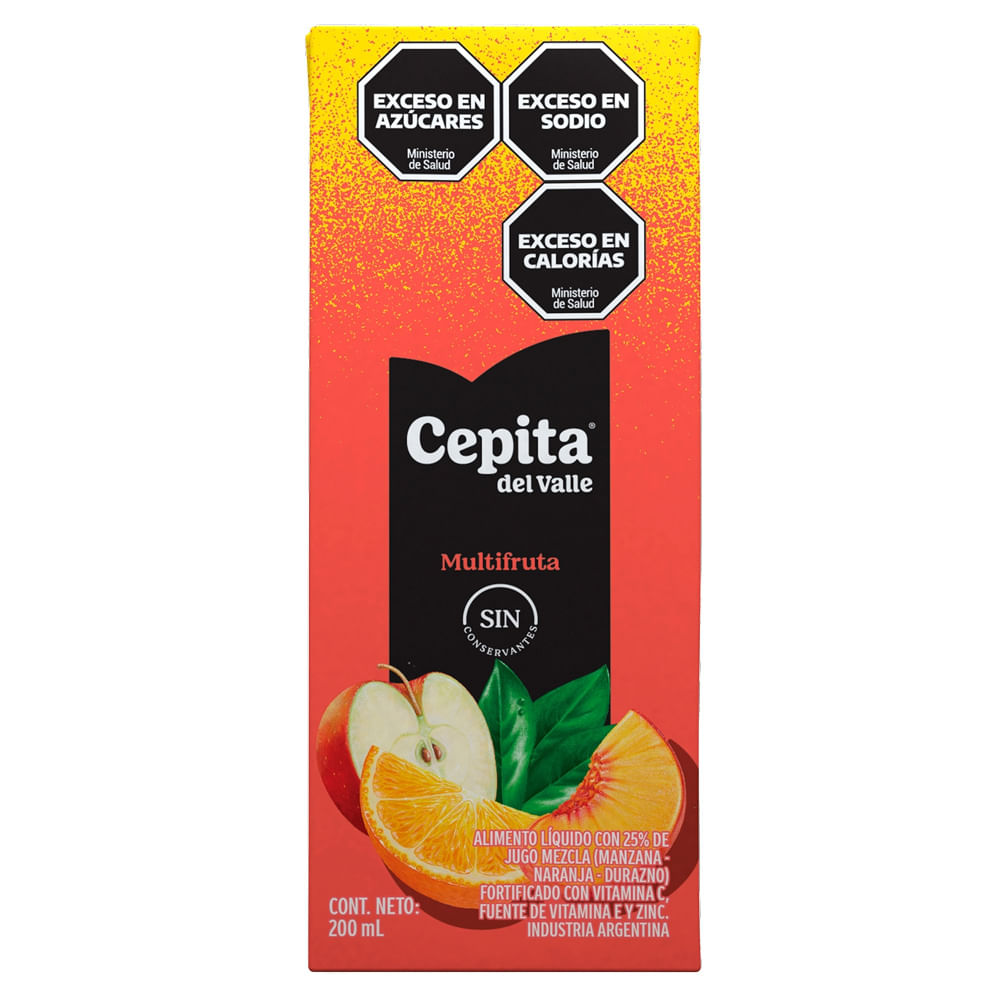 EXCESO EN
AZÚCARES
Ministerio
de Salud
EXCESO EN
SODIO
Ministerio
de Salud
EXCESO EN
CALORÍAS
Ministerio
de Salud
Cepita®
del Valle
Multifruta
SIN
CONSERVANTES
ALIMENTO LÍQUIDO CON 25% DE
JUGO MEZCLA (MANZANA -
NARANJA - DURAZNO)
FORTIFICADO CON VITAMINA C,
FUENTE DE VITAMINA E Y ZINC.
INDUSTRIA ARGENTINA
CONT. NETO:
200 mL